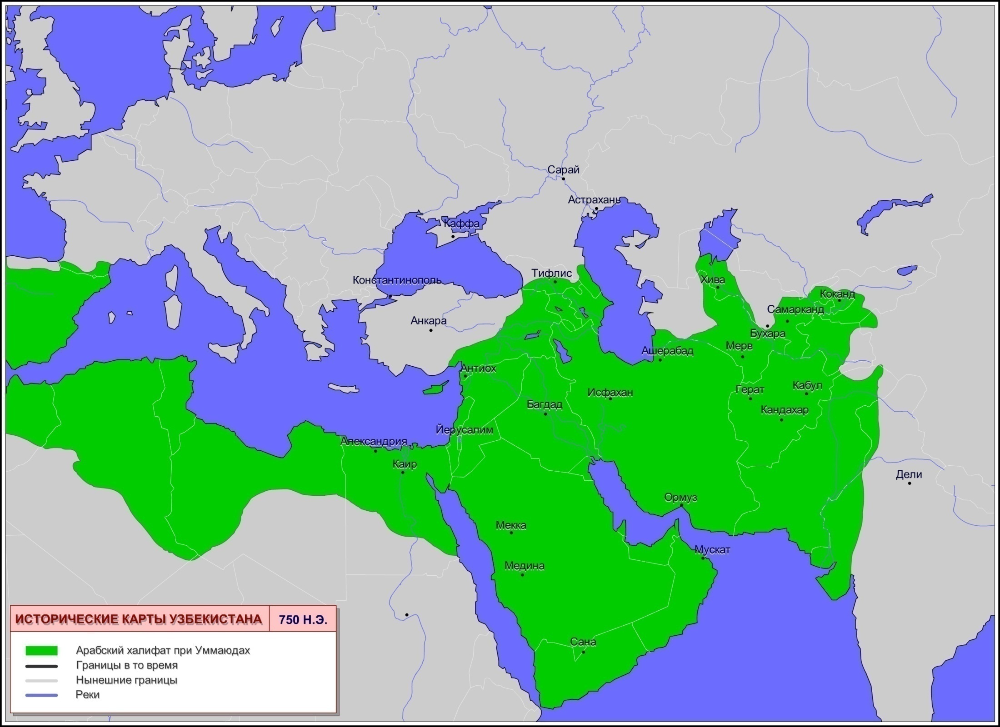 Сарай
Астрахань
Каффа
Тифлис
Константинополь
Хива
Коканд
Самарканд
Анкара
Бухара
Мерв
Ашерабад
Антиох
Герат
Кабул
Исфахан
Багдад
Кандахар
Йерусалим
Александрия
Каир
Дели
Ормуз
Мекка
Мускат
Медина
Сана
ИСТОРИЧЕСКИЕ КАРТЫ УЗБЕКИСТАНА 750 Н.Э.
Арабский халифат при Уммаюдах
Границы в то время
Нынешние границы
Реки